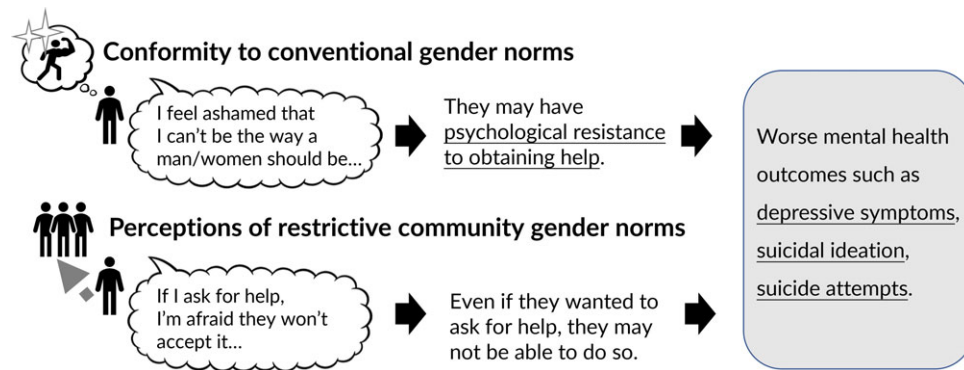 Conformity to conventional gender norms
I feel ashamed that
I can't be the way a
man/women should be...
They may have
psychological resistance
to obtaining help.
Perceptions of restrictive community gender norms
If I ask for help,
I'm afraid they won't
accept it...
Even if they wanted to
ask for help, they may
not be able to do so.
Worse mental health
outcomes such as
depressive symptoms,
suicidal ideation,
suicide attempts.